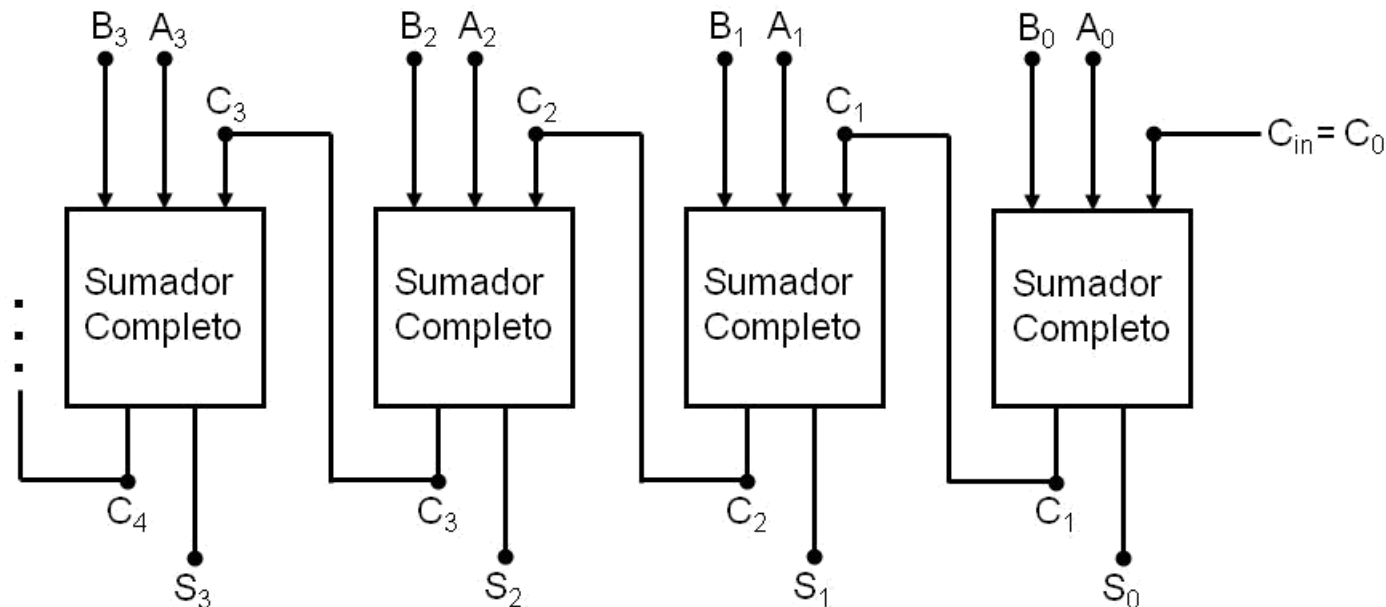 B₃ A₃ B₂ A₂ B₁ A₁ B₀ A₀
C₃ C₂ C₁ Cᵢₙ = C₀
Sumador Completo
Sumador Completo
Sumador Completo
Sumador Completo
C₄ C₃ C₂ C₁
S₃ S₂ S₁ S₀